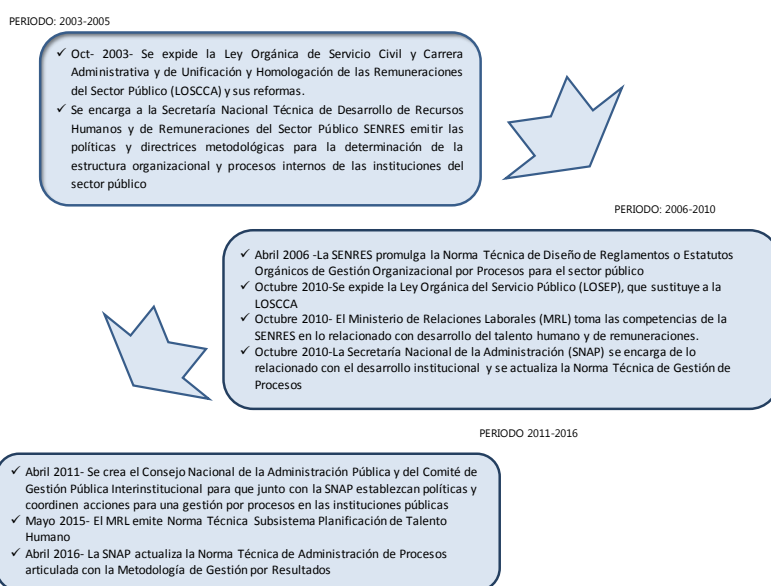 PERIODO: 2003-2005
✓ Oct- 2003- Se expide la Ley Orgánica de Servicio Civil y Carrera
Administrativa y de Unificación y Homologación de las Remuneraciones
del Sector Público (LOSCCA) y sus reformas.
✓ Se encarga a la Secretaría Nacional Técnica de Desarrollo de Recursos
Humanos y de Remuneraciones del Sector Público SENRES emitir las
políticas y directrices metodológicas para la determinación de la
estructura organizacional y procesos internos de las instituciones del
sector público
PERIODO: 2006-2010
✓ Abril 2006 -La SENRES promulga la Norma Técnica de Diseño de Reglamentos o Estatutos
Orgánicos de Gestión Organizacional por Procesos para el sector público
✓ Octubre 2010-Se expide la Ley Orgánica del Servicio Público (LOSEP), que sustituye a la
LOSCCA
✓ Octubre 2010- El Ministerio de Relaciones Laborales (MRL) toma las competencias de la
SENRES en lo relacionado con desarrollo del talento humano y de remuneraciones.
✓ Octubre 2010-La Secretaría Nacional de la Administración (SNAP) se encarga de lo
relacionado con el desarrollo institucional y se actualiza la Norma Técnica de Gestión de
Procesos
PERIODO 2011-2016
✓ Abril 2011- Se crea el Consejo Nacional de la Administración Pública y del Comité de
Gestión Pública Interinstitucional para que junto con la SNAP establezcan políticas y
coordinen acciones para una gestión por procesos en las instituciones públicas
✓ Mayo 2015- El MRL emite Norma Técnica Subsistema Planificación de Talento
Humano
✓ Abril 2016- La SNAP actualiza la Norma Técnica de Administración de Procesos
articulada con la Metodología de Gestión por Resultados